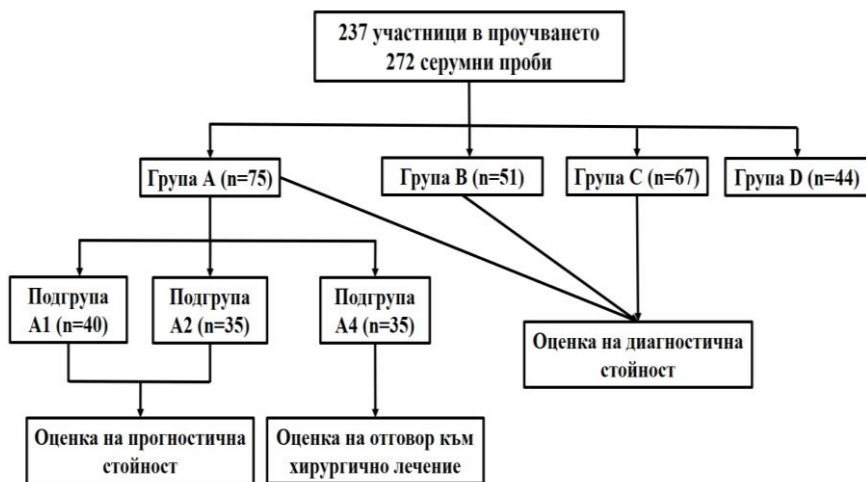 237 участници в проучването
272 серумни проби
Група A (n=75)
Група B (n=51)
Група C (n=67)
Група D (n=44)
Подгрупа
A1 (n=40)
Подгрупа
A2 (n=35)
Подгрупа
A4 (n=35)
Оценка на диагностична
стойност
Оценка на прогностична
стойност
Оценка на отговор към
хирургично лечение